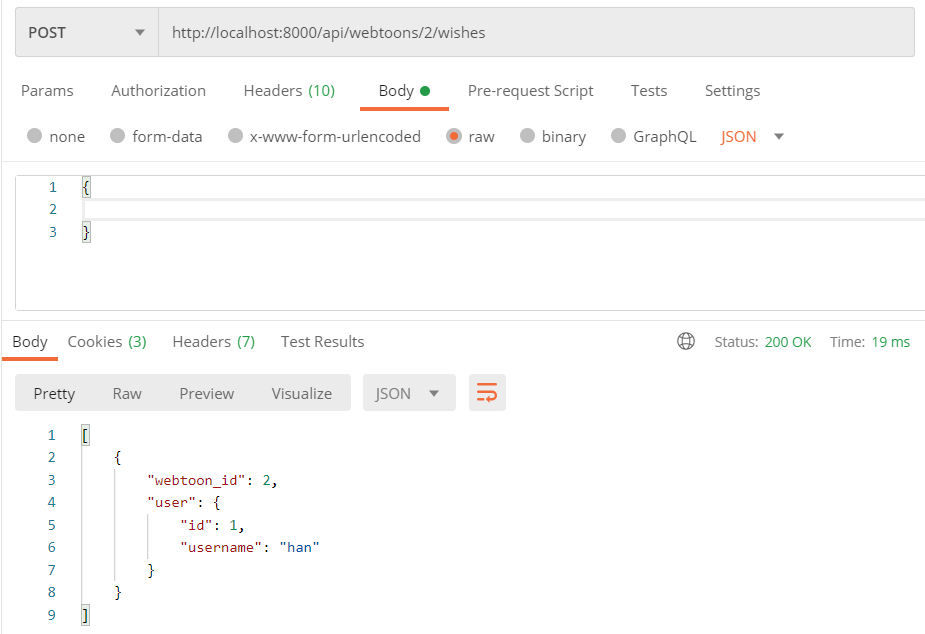 POST http://localhost:8000/api/webtoons/2/wishes
Params Authorization Headers (10) Body Pre-request Script Tests Settings
none form-data x-www-form-urlencoded raw binary GraphQL JSON
1 {
2
3 }
Body Cookies (3) Headers (7) Test Results Status: 200 OK Time: 19 ms
Pretty Raw Preview Visualize JSON
1 [
2 {
3 "webtoon_id": 2,
4 "user": {
5 "id": 1,
6 "username": "han"
7 }
8 }
9 ]